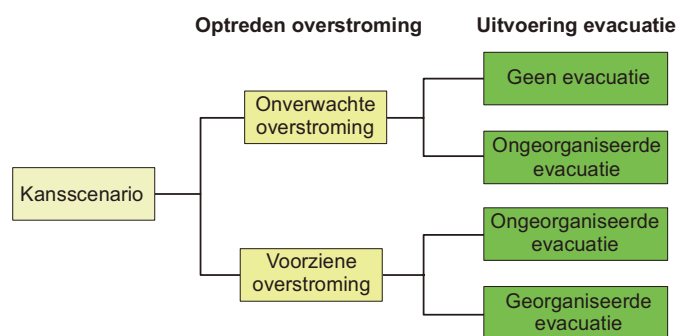 Optreden overstroming
Uitvoering evacuatie
Kansscenario
Onverwachte
overstroming
Geen evacuatie
Ongeorganiseerde
evacuatie
Voorziene
overstroming
Ongeorganiseerde
evacuatie
Georganiseerde
evacuatie